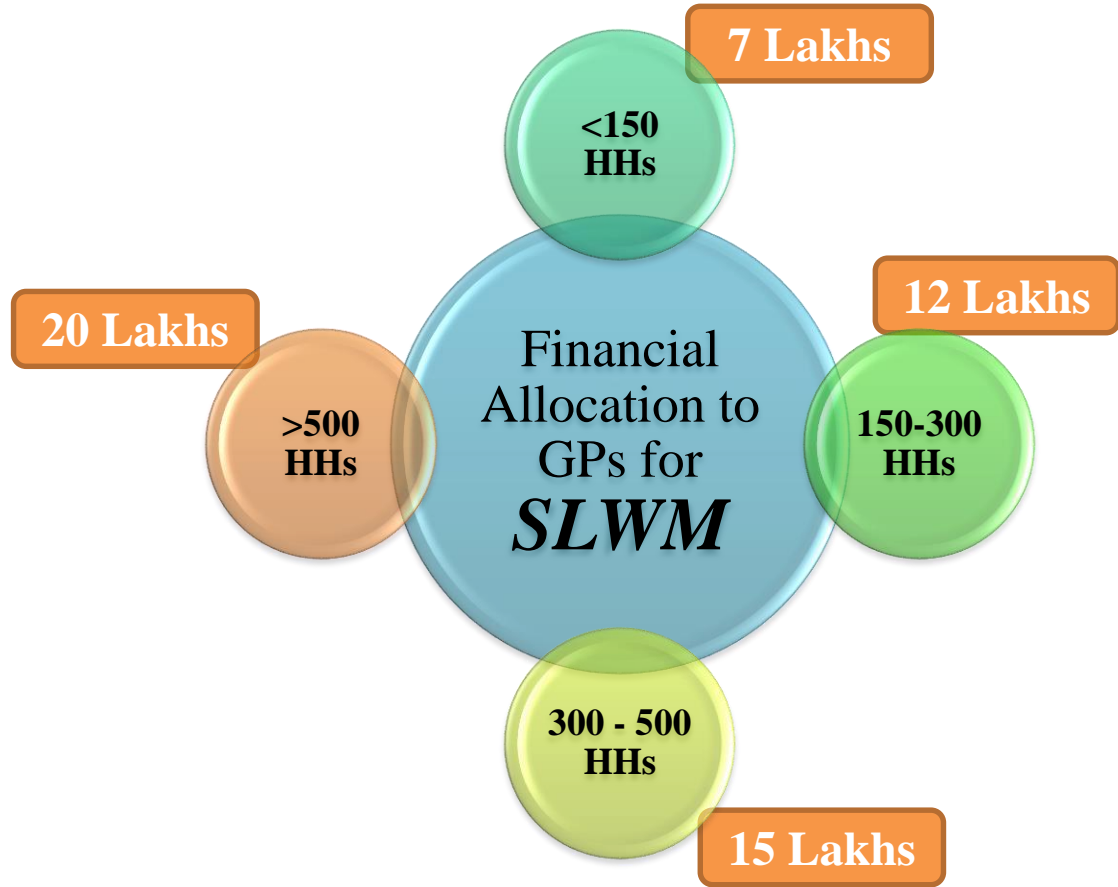 7 Lakhs
<150
HHs
12 Lakhs
20 Lakhs
Financial
Allocation to
GPs for
SLWM
>500
HHs
150-300
HHs
300 - 500
HHs
15 Lakhs